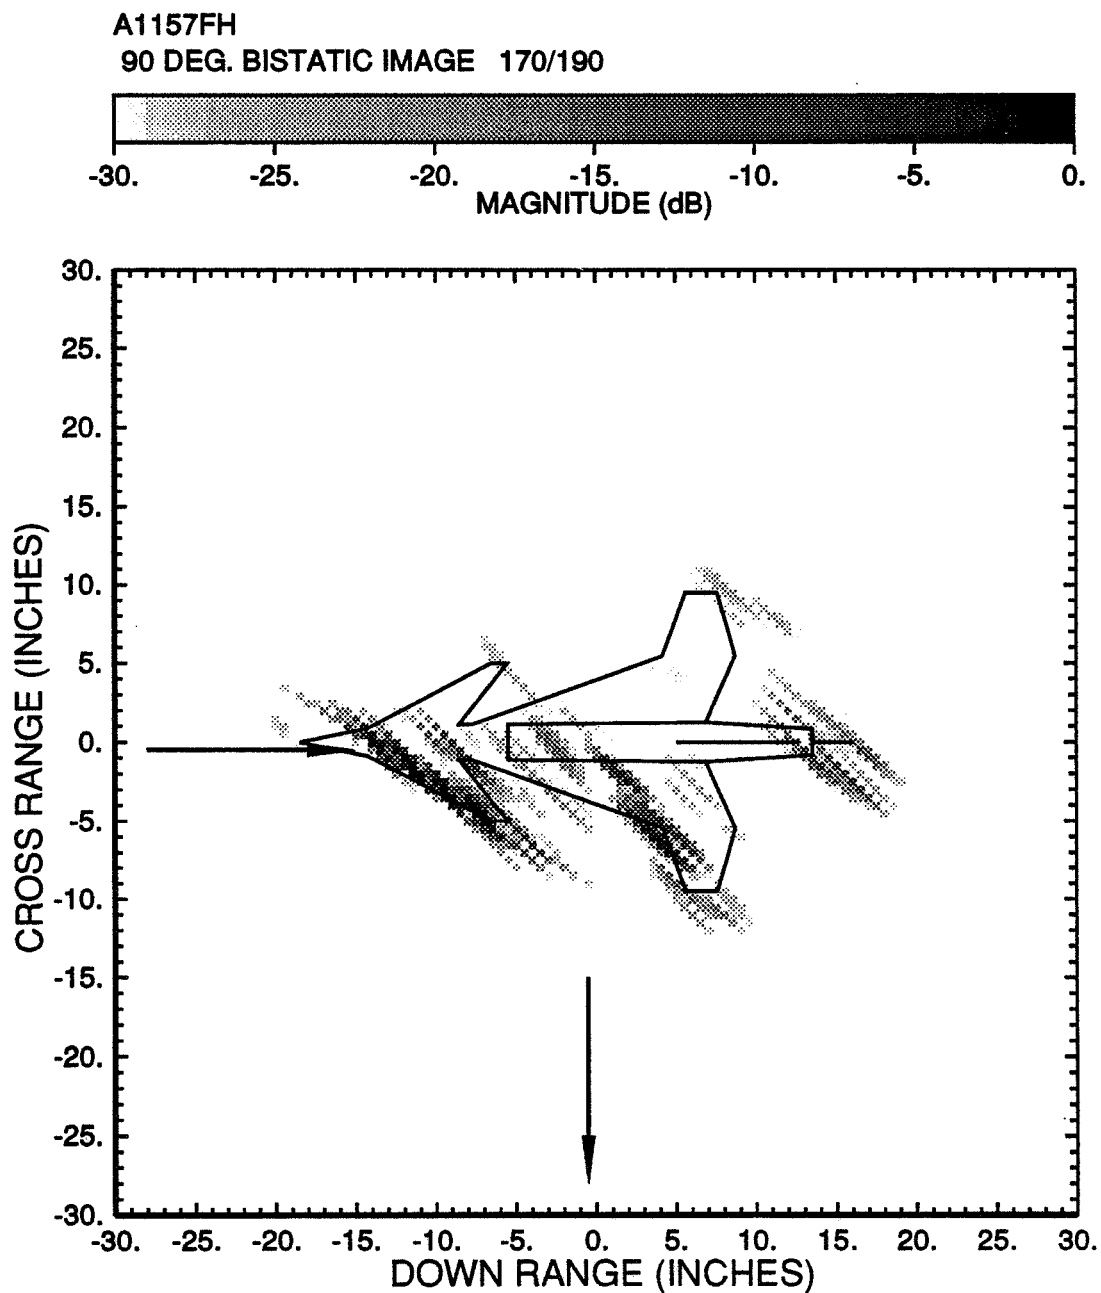 A1157FH
90 DEG. BISTATIC IMAGE 170/190
-30. -25. -20. -15. -10. -5. 0.
MAGNITUDE (dB)
30.
25.
20.
15.
10.
5.
0.
-5.
-10.
-15.
-20.
-25.
-30.
CROSS RANGE (INCHES)
-30. -25. -20. -15. -10. -5. 0. 5. 10. 15. 20. 25. 30.
DOWN RANGE (INCHES)